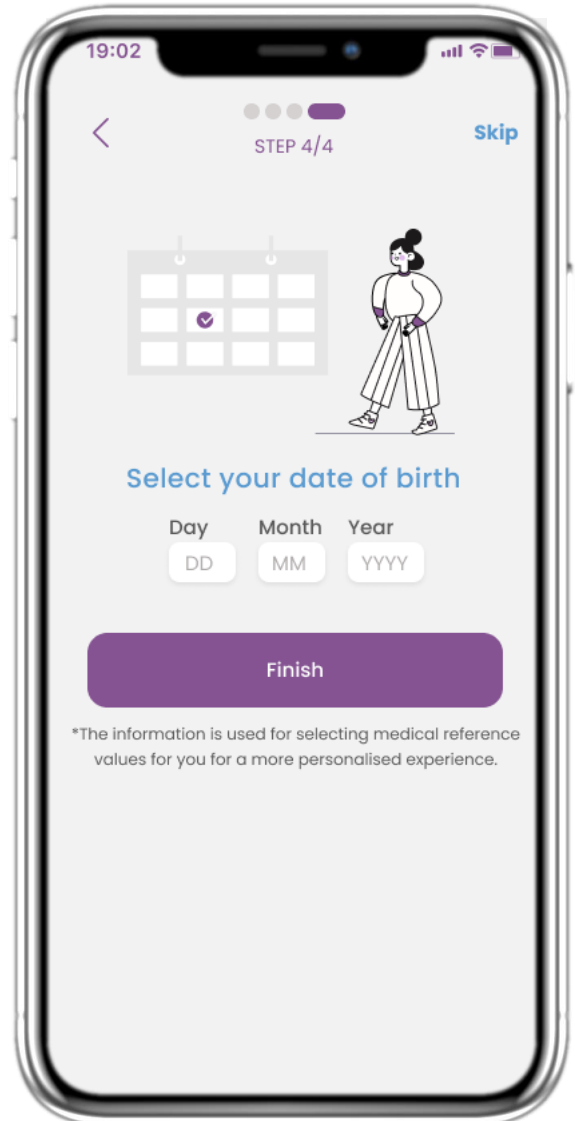 19:02
STEP 4/4
Skip
Select your date of birth
Day Month Year
DD MM YYYY
Finish
*The information is used for selecting medical reference
values for you for a more personalised experience.